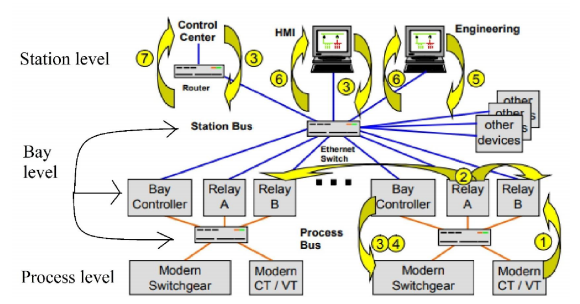 Control
Center
HMI
Engineering
Station level
7
3
6
3
6
5
Router
Station Bus
Ethernet
Switch
other
other
other
devices
Bay
level
2
Bay
Controller
Relay
A
Relay
B
Bay
Controller
Relay
A
Relay
B
Process
Bus
3
4
1
Process level
Modern
Switchgear
Modern
CT / VT
Modern
Switchgear
Modern
CT / VT